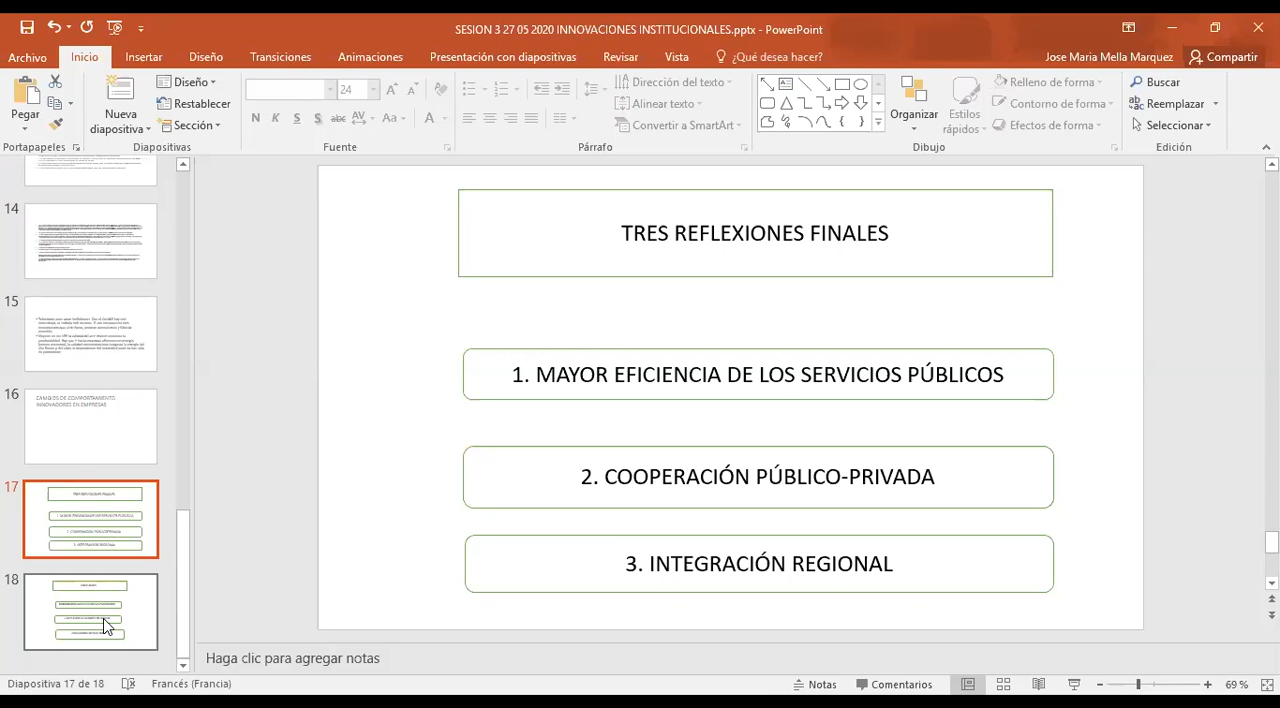 SESION 3 27 05 2020 INNOVACIONES INSTITUCIONALES.pptx - PowerPoint
Archivo Inicio Insertar Diseño Transiciones Animaciones Presentación con diapositivas Revisar Vista ¿Qué desea hacer? Jose Maria Mella Marquez Compartir
Pegar
Nueva diapositiva
Diseño
Restablecer
Sección
24
N K S S abc AV Aa A
Dirección del texto
Alinear texto
Convertir a SmartArt
Organizar
Estilos rápidos
Relleno de forma
Contorno de forma
Efectos de forma
Buscar
Reemplazar
Seleccionar
Portapapeles Diapositivas Fuente Párrafo Dibujo Edición
14
15
16
CAMBIOS DE COMPORTAMIENTO
INNOVADORES EN EMPRESAS
17
18
TRES REFLEXIONES FINALES
1. MAYOR EFICIENCIA DE LOS SERVICIOS PÚBLICOS
2. COOPERACIÓN PÚBLICO-PRIVADA
3. INTEGRACIÓN REGIONAL
Haga clic para agregar notas
Diapositiva 17 de 18 Francés (Francia) Notas Comentarios 69 %